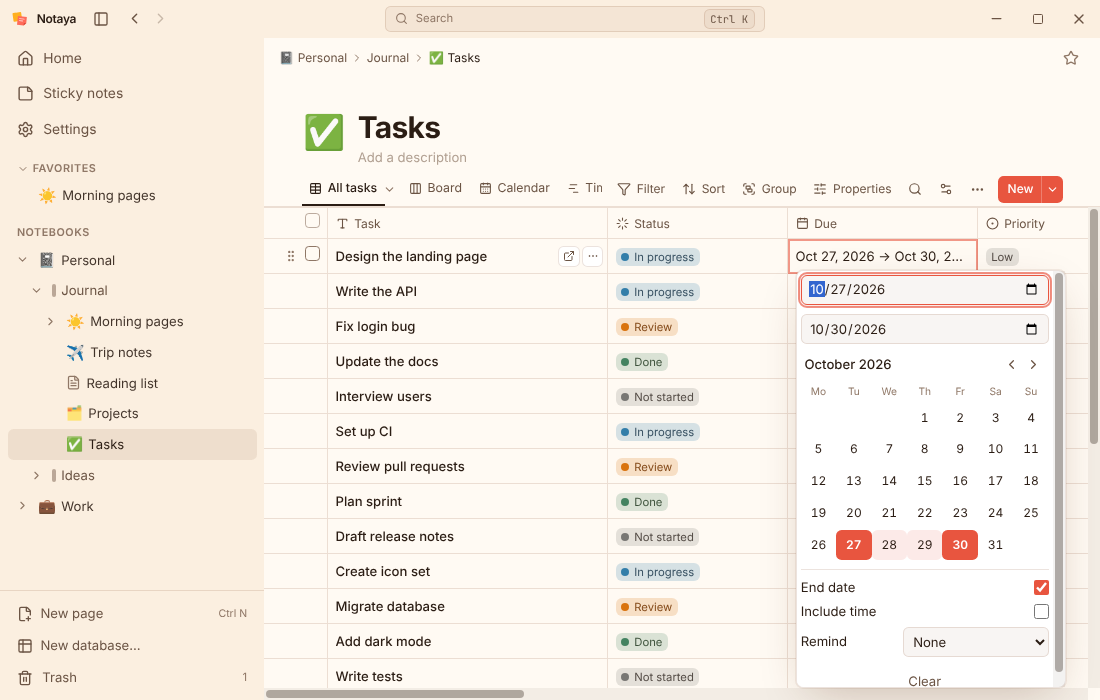 Notaya
Search
Ctrl K
Home
Sticky notes
Settings
FAVORITES
Morning pages
NOTEBOOKS
Personal
Journal
Morning pages
Trip notes
Reading list
Projects
Tasks
Ideas
Work
New page
Ctrl N
New database...
Trash
1
Personal
Journal
Tasks
Tasks
Add a description
All tasks
Board
Calendar
Tin
Filter
Sort
Group
Properties
New
Task
Status
Due
Priority
Design the landing page
In progress
Oct 27, 2026 → Oct 30, 2...
Low
Write the API
In progress
Fix login bug
Review
Update the docs
Done
Interview users
Not started
Set up CI
In progress
Review pull requests
Review
Plan sprint
Done
Draft release notes
Not started
Create icon set
In progress
Migrate database
Review
Add dark mode
Done
Write tests
Not started
10/27/2026
10/30/2026
October 2026
Mo Tu We Th Fr Sa Su
1 2 3 4
5 6 7 8 9 10 11
12 13 14 15 16 17 18
19 20 21 22 23 24 25
26 27 28 29 30 31
End date
Include time
Remind
None
Clear